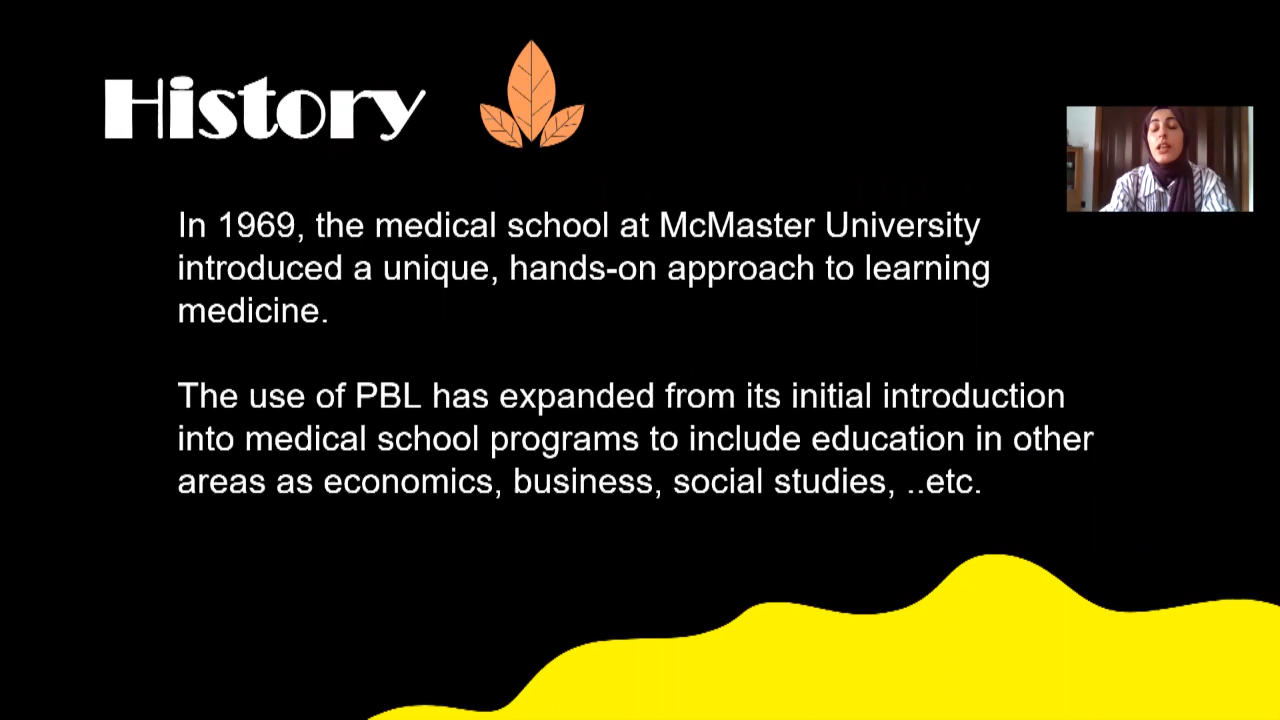 History
In 1969, the medical school at McMaster University
introduced a unique, hands-on approach to learning
medicine.
The use of PBL has expanded from its initial introduction
into medical school programs to include education in other
areas as economics, business, social studies, ..etc.